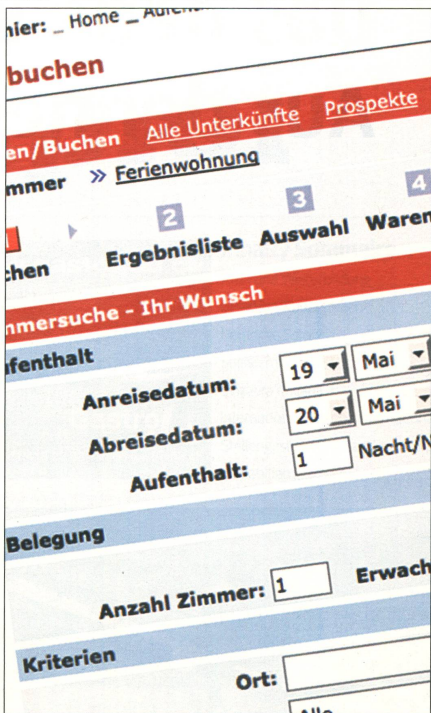 hier: _ Home _
buchen
en/Buchen Alle Unterkünfte Prospekte
mmer » Ferienwohnung
2 3 4
chen Ergebnisliste Auswahl Waren
mmersuche - Ihr Wunsch
ufenthalt
Anreisedatum: 19 Mai
Abreisedatum: 20 Mai
Aufenthalt: 1 Nacht/N
Belegung
Anzahl Zimmer: 1 Erwach
Kriterien
Ort:
Alle